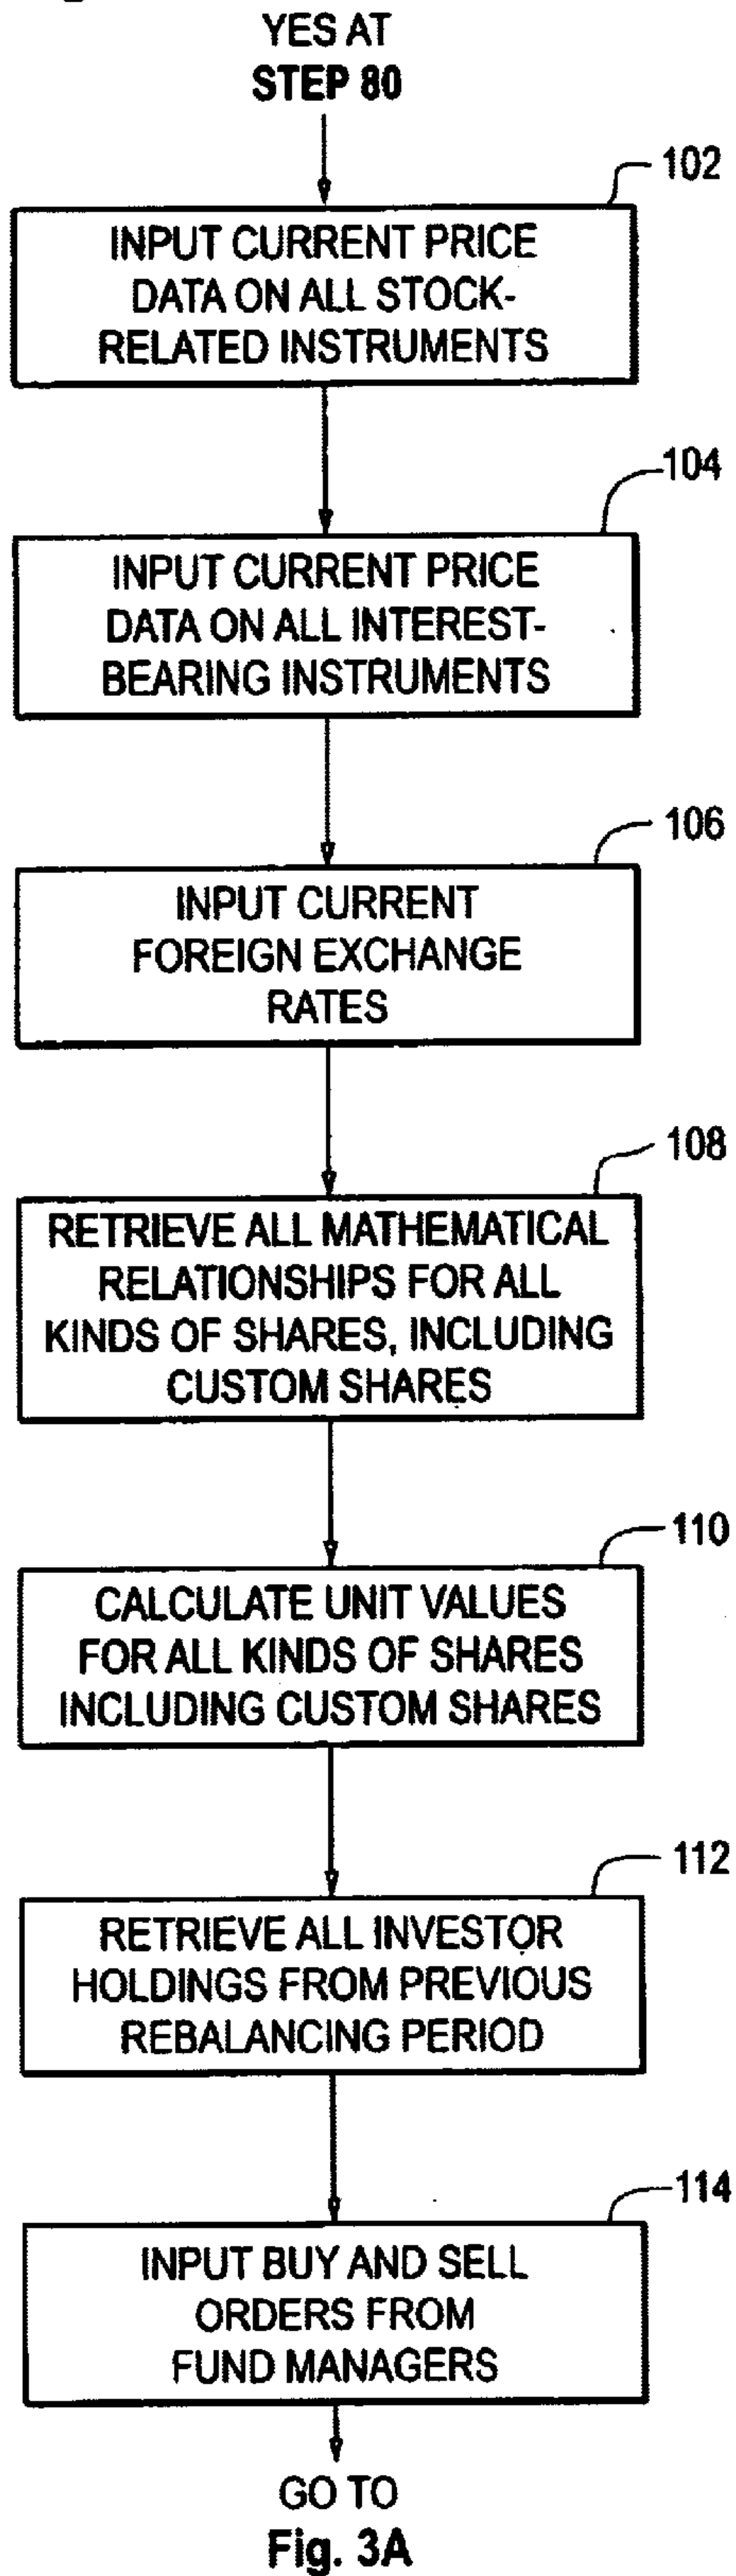 YES AT
STEP 80
102
INPUT CURRENT PRICE
DATA ON ALL STOCK-
RELATED INSTRUMENTS
104
INPUT CURRENT PRICE
DATA ON ALL INTEREST-
BEARING INSTRUMENTS
106
INPUT CURRENT
FOREIGN EXCHANGE
RATES
108
RETRIEVE ALL MATHEMATICAL
RELATIONSHIPS FOR ALL
KINDS OF SHARES, INCLUDING
CUSTOM SHARES
110
CALCULATE UNIT VALUES
FOR ALL KINDS OF SHARES
INCLUDING CUSTOM SHARES
112
RETRIEVE ALL INVESTOR
HOLDINGS FROM PREVIOUS
REBALANCING PERIOD
114
INPUT BUY AND SELL
ORDERS FROM
FUND MANAGERS
GO TO
Fig. 3A